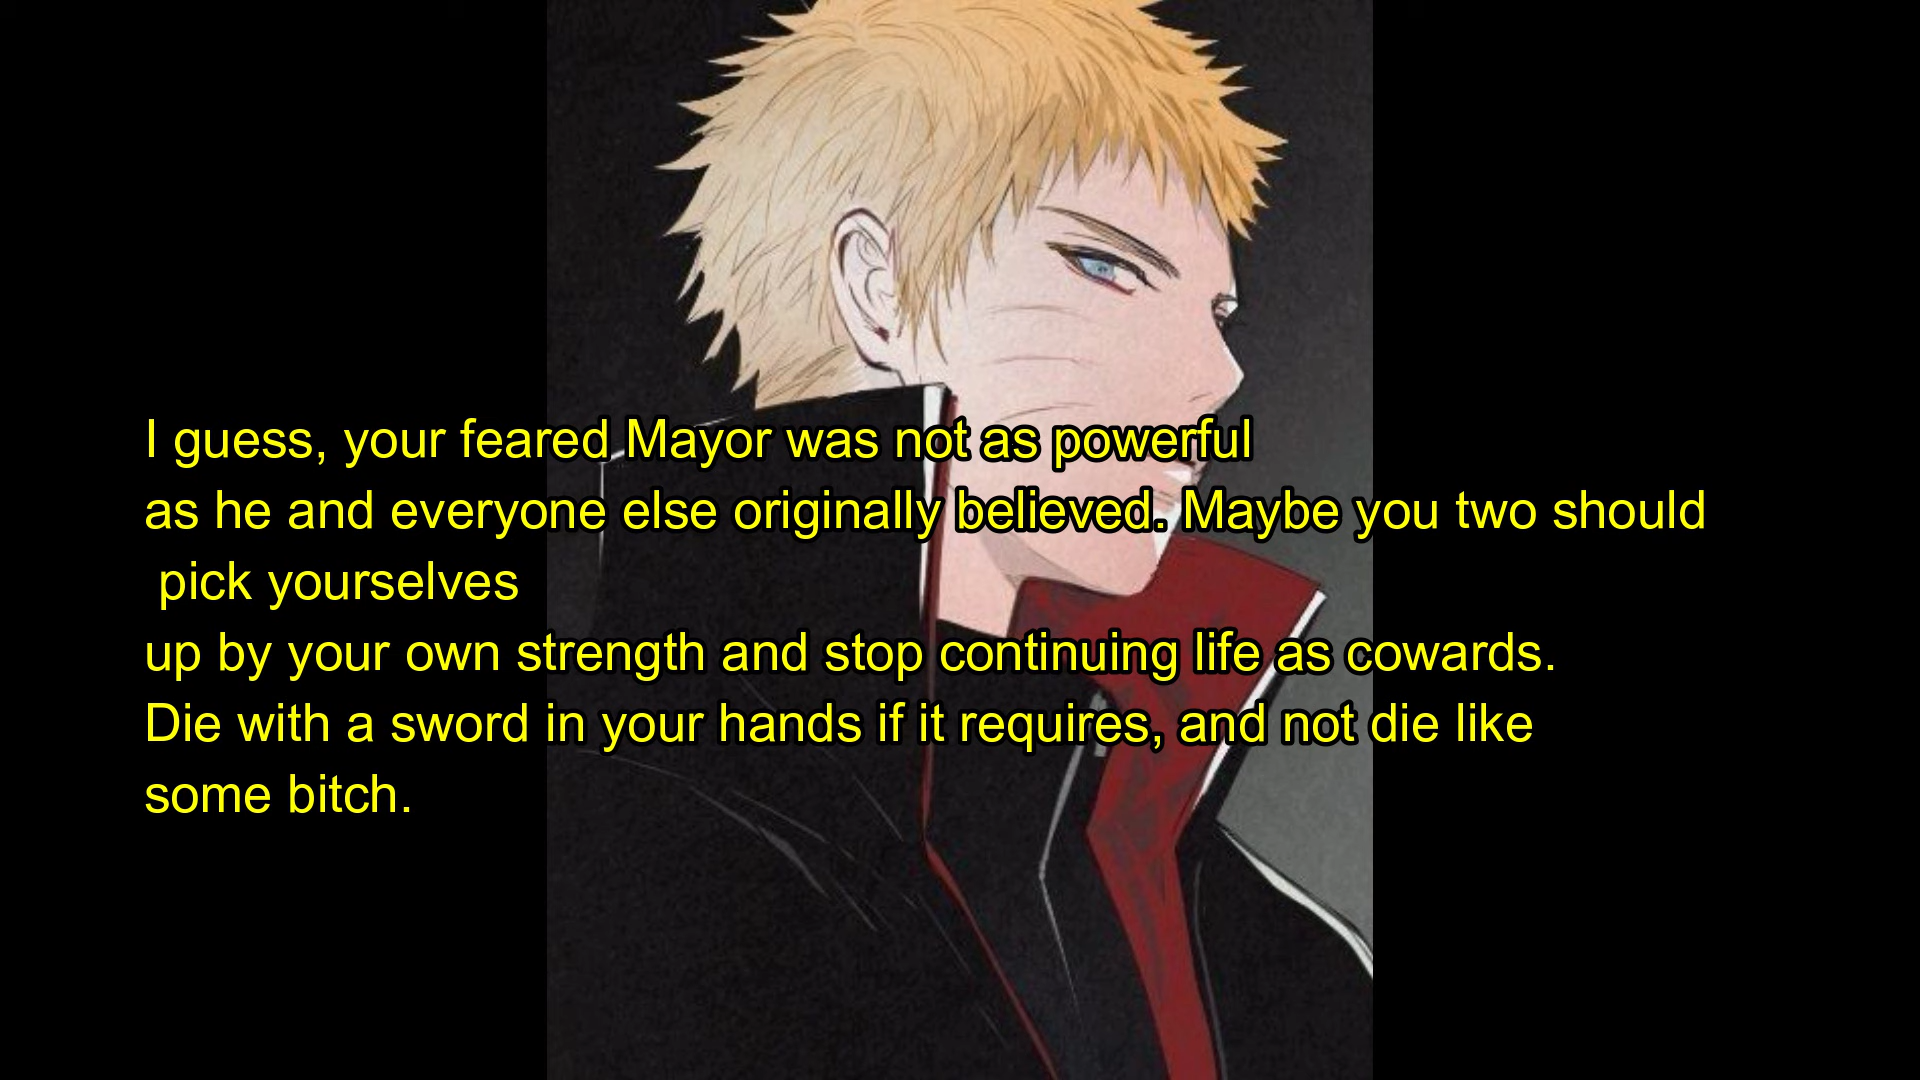 I guess, your feared Mayor was not as powerful
as he and everyone else originally believed. Maybe you two should
pick yourselves
up by your own strength and stop continuing life as cowards.
Die with a sword in your hands if it requires, and not die like
some bitch.